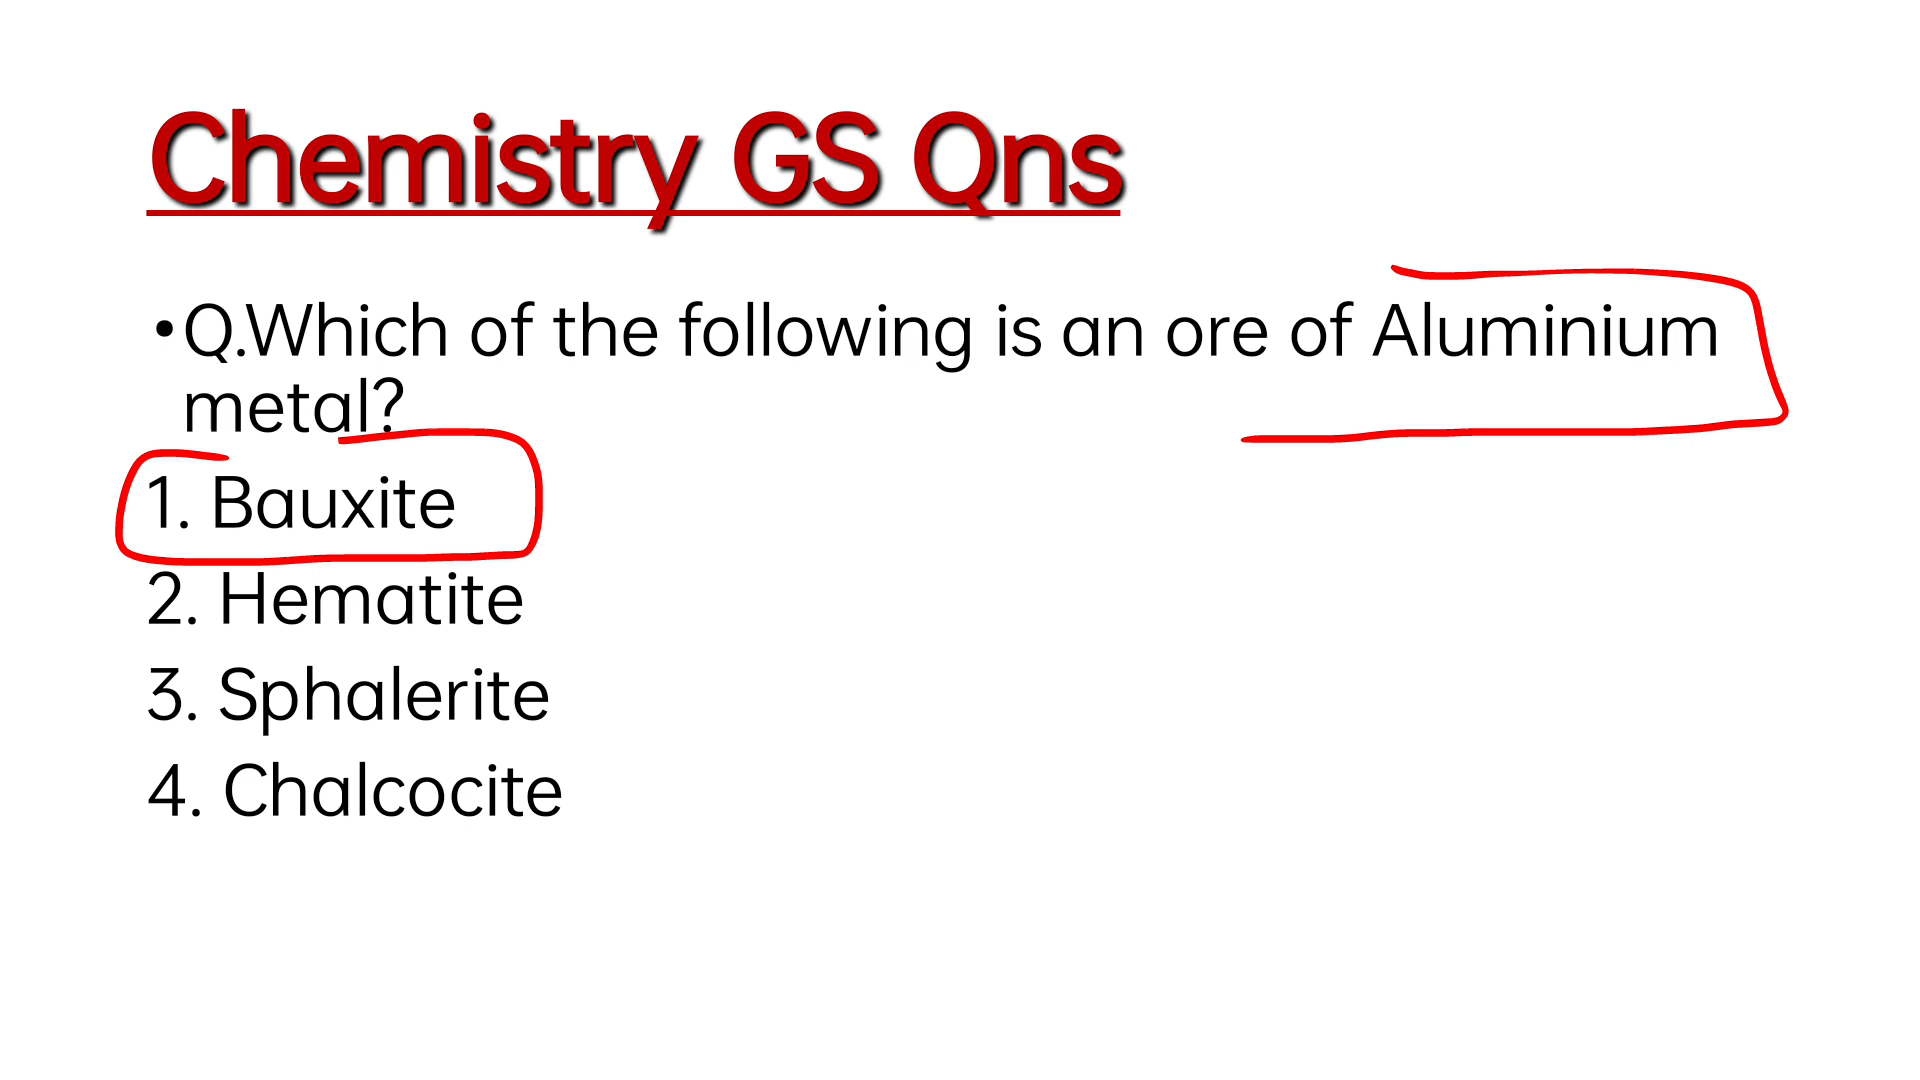 Chemistry GS Qns
•Q.Which of the following is an ore of Aluminium
metal?
1. Bauxite
2. Hematite
3. Sphalerite
4. Chalcocite